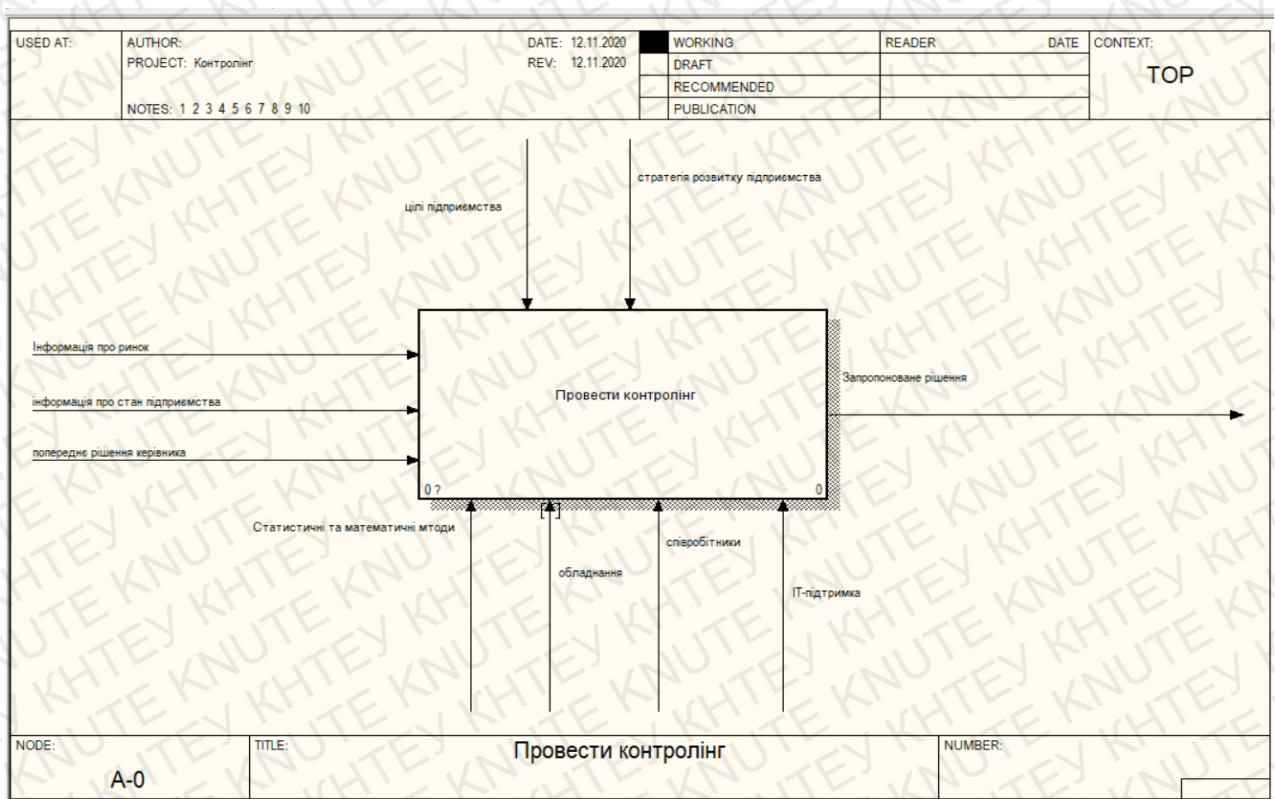 USED AT:
AUTHOR:
DATE: 12.11.2020
WORKING
READER
DATE
CONTEXT:
PROJECT: Контролінг
REV: 12.11.2020
DRAFT
TOP
RECOMMENDED
NOTES: 1 2 3 4 5 6 7 8 9 10
PUBLICATION
стратегія розвитку підприємства
цілі підприємства
Інформація про ринок
Запропоноване рішення
Провести контролінг
інформація про стан підприємства
попереднє рішення керівника
0 ?
0
Статистичні та математичні мтоди
співробітники
обладнання
ІТ-підтримка
NODE:
TITLE:
Провести контролінг
NUMBER:
A-0